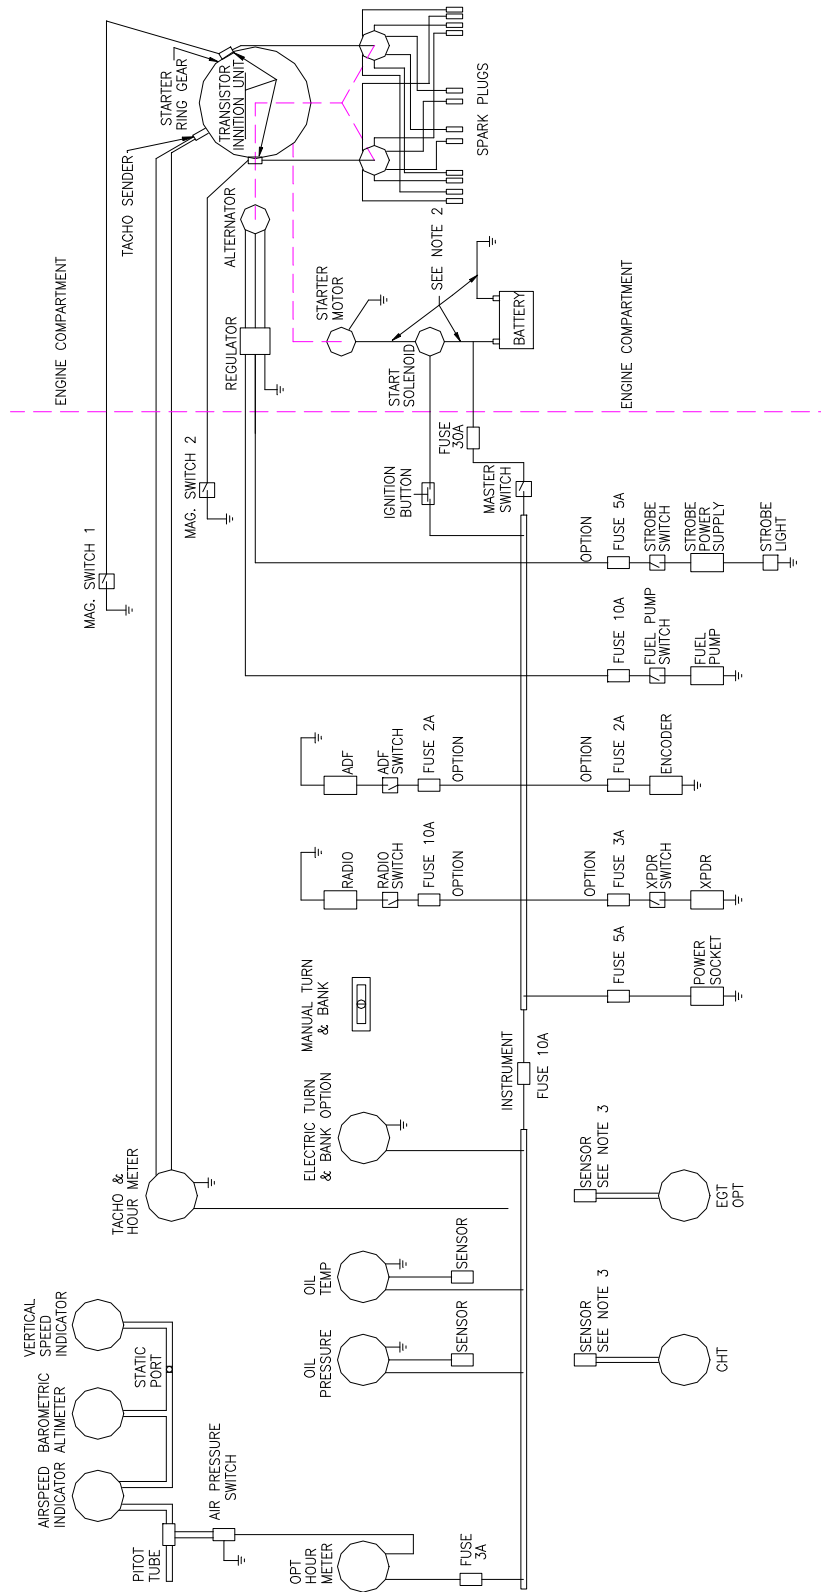 VERTICAL
SPEED
INDICATOR
BAROMETRIC
ALTIMETER
AIRSPEED
INDICATOR
STATIC
PORT
PITOT
TUBE
AIR PRESSURE
SWITCH
OPT
HOUR
METER
FUSE
3A
TACHO &
HOUR METER
OIL
TEMP
SENSOR
OIL
PRESSURE
SENSOR
ELECTRIC TURN
& BANK OPTION
MANUAL TURN
& BANK
INSTRUMENT
FUSE 10A
SENSOR
SEE NOTE 3
EGT
OPT
SENSOR
SEE NOTE 3
CHT
RADIO
RADIO
SWITCH
FUSE 10A
OPTION
ADF
ADF
SWITCH
FUSE 2A
OPTION
FUSE 5A
POWER
SOCKET
OPTION
FUSE 3A
XPDR
SWITCH
XPDR
OPTION
FUSE 2A
ENCODER
FUSE 10A
FUEL PUMP
SWITCH
FUEL
PUMP
OPTION
FUSE 5A
STROBE
SWITCH
STROBE
POWER
SUPPLY
STROBE
LIGHT
MAG. SWITCH 1
MAG. SWITCH 2
IGNITION
BUTTON
FUSE
30A
MASTER
SWITCH
ENGINE COMPARTMENT
ENGINE COMPARTMENT
TACHO SENDER
STARTER
RING GEAR
TRANSISTOR
INNITION UNIT
ALTERNATOR
REGULATOR
STARTER
MOTOR
START
SOLENOID
SEE NOTE 2
BATTERY
SPARK PLUGS